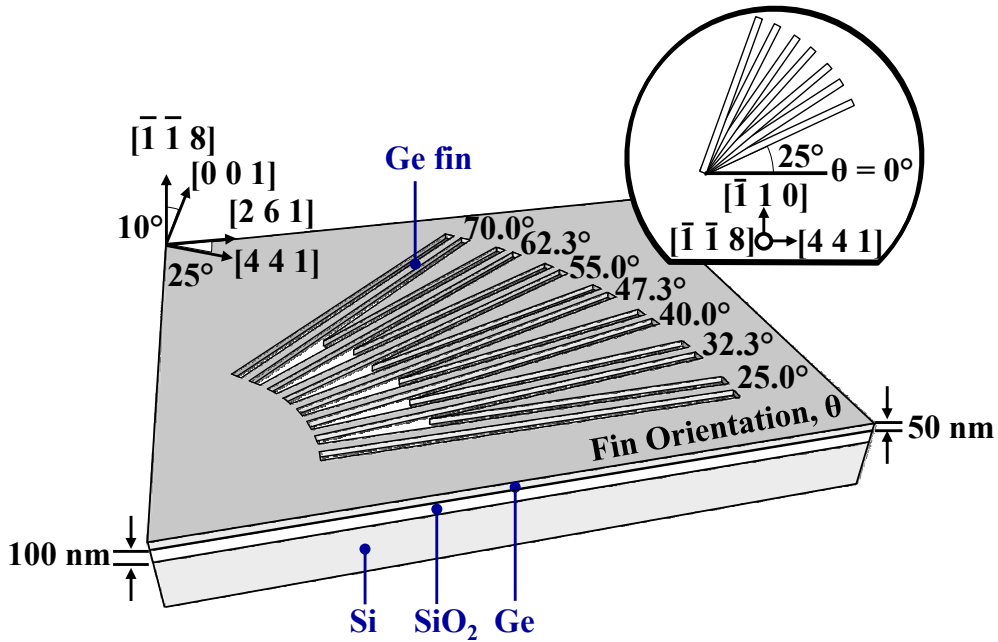 [1̅ 1̅ 8]
[0 0 1]
10°
[2 6 1]
25°
[4 4 1]
Ge fin
70.0°
62.3°
55.0°
47.3°
40.0°
32.3°
25.0°
Fin Orientation, θ
25°
θ = 0°
[1̅ 1 0]
[1̅ 1̅ 8]
[4 4 1]
50 nm
100 nm
Si
SiO₂
Ge